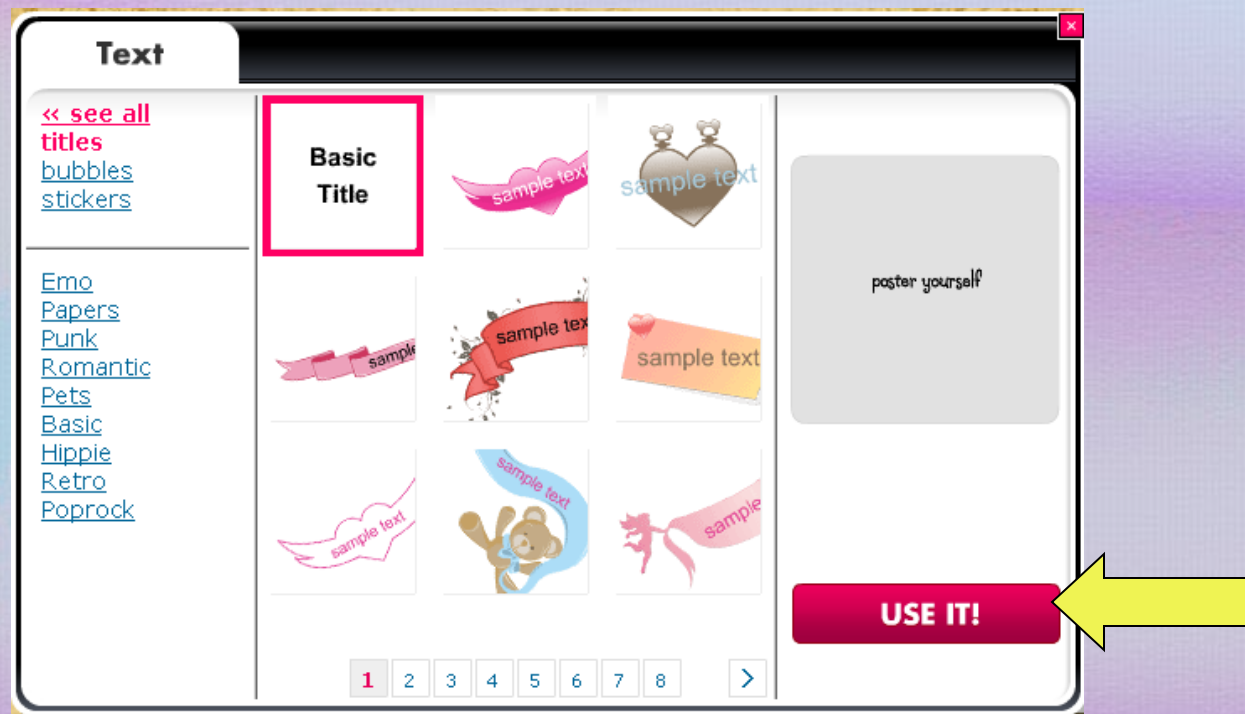 Text
×
<< see all
titles
bubbles
stickers
Emo
Papers
Punk
Romantic
Pets
Basic
Hippie
Retro
Poprock
Basic
Title
sample text
sample text
sample
sample tex
sample text
sample text
sample text
sample
1 2 3 4 5 6 7 8 >
poster yourself
USE IT!